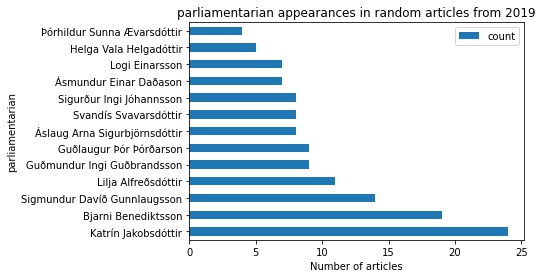 parliamentarian appearances in random articles from 2019
count
parliamentarian
Þórhildur Sunna Ævarsdóttir
Helga Vala Helgadóttir
Logi Einarsson
Ásmundur Einar Daðason
Sigurður Ingi Jóhannsson
Svandís Svavarsdóttir
Áslaug Arna Sigurbjörnsdóttir
Guðlaugur Þór Þórðarson
Guðmundur Ingi Guðbrandsson
Lilja Alfreðsdóttir
Sigmundur Davíð Gunnlaugsson
Bjarni Benediktsson
Katrín Jakobsdóttir
0 5 10 15 20 25
Number of articles